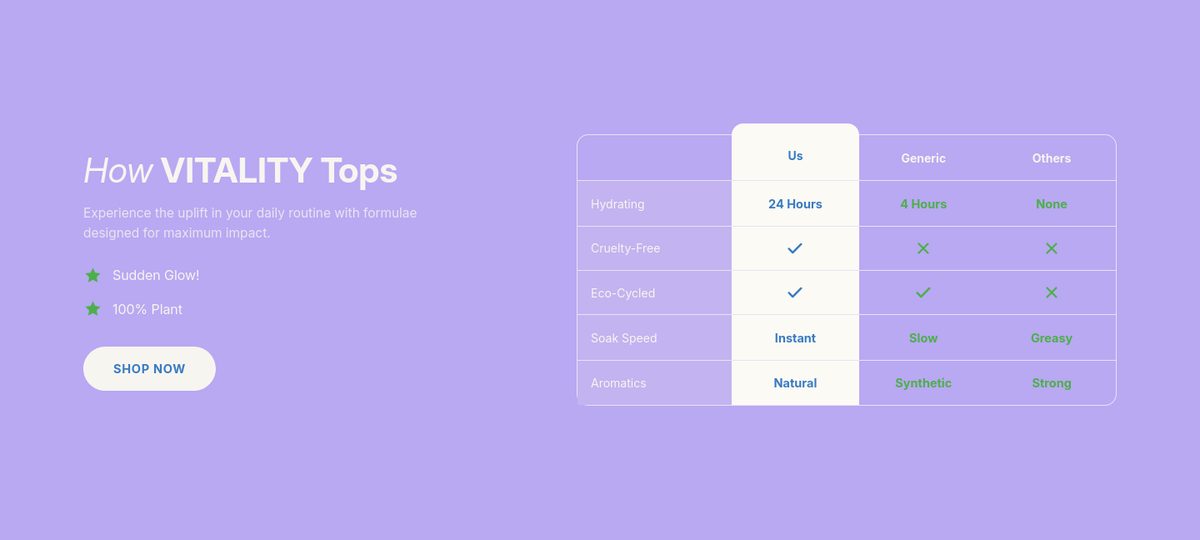 How VITALITY Tops
Experience the uplift in your daily routine with formulae
designed for maximum impact.
Sudden Glow!
100% Plant
SHOP NOW
Us Generic Others
Hydrating 24 Hours 4 Hours None
Cruelty-Free
Eco-Cycled
Soak Speed Instant Slow Greasy
Aromatics Natural Synthetic Strong